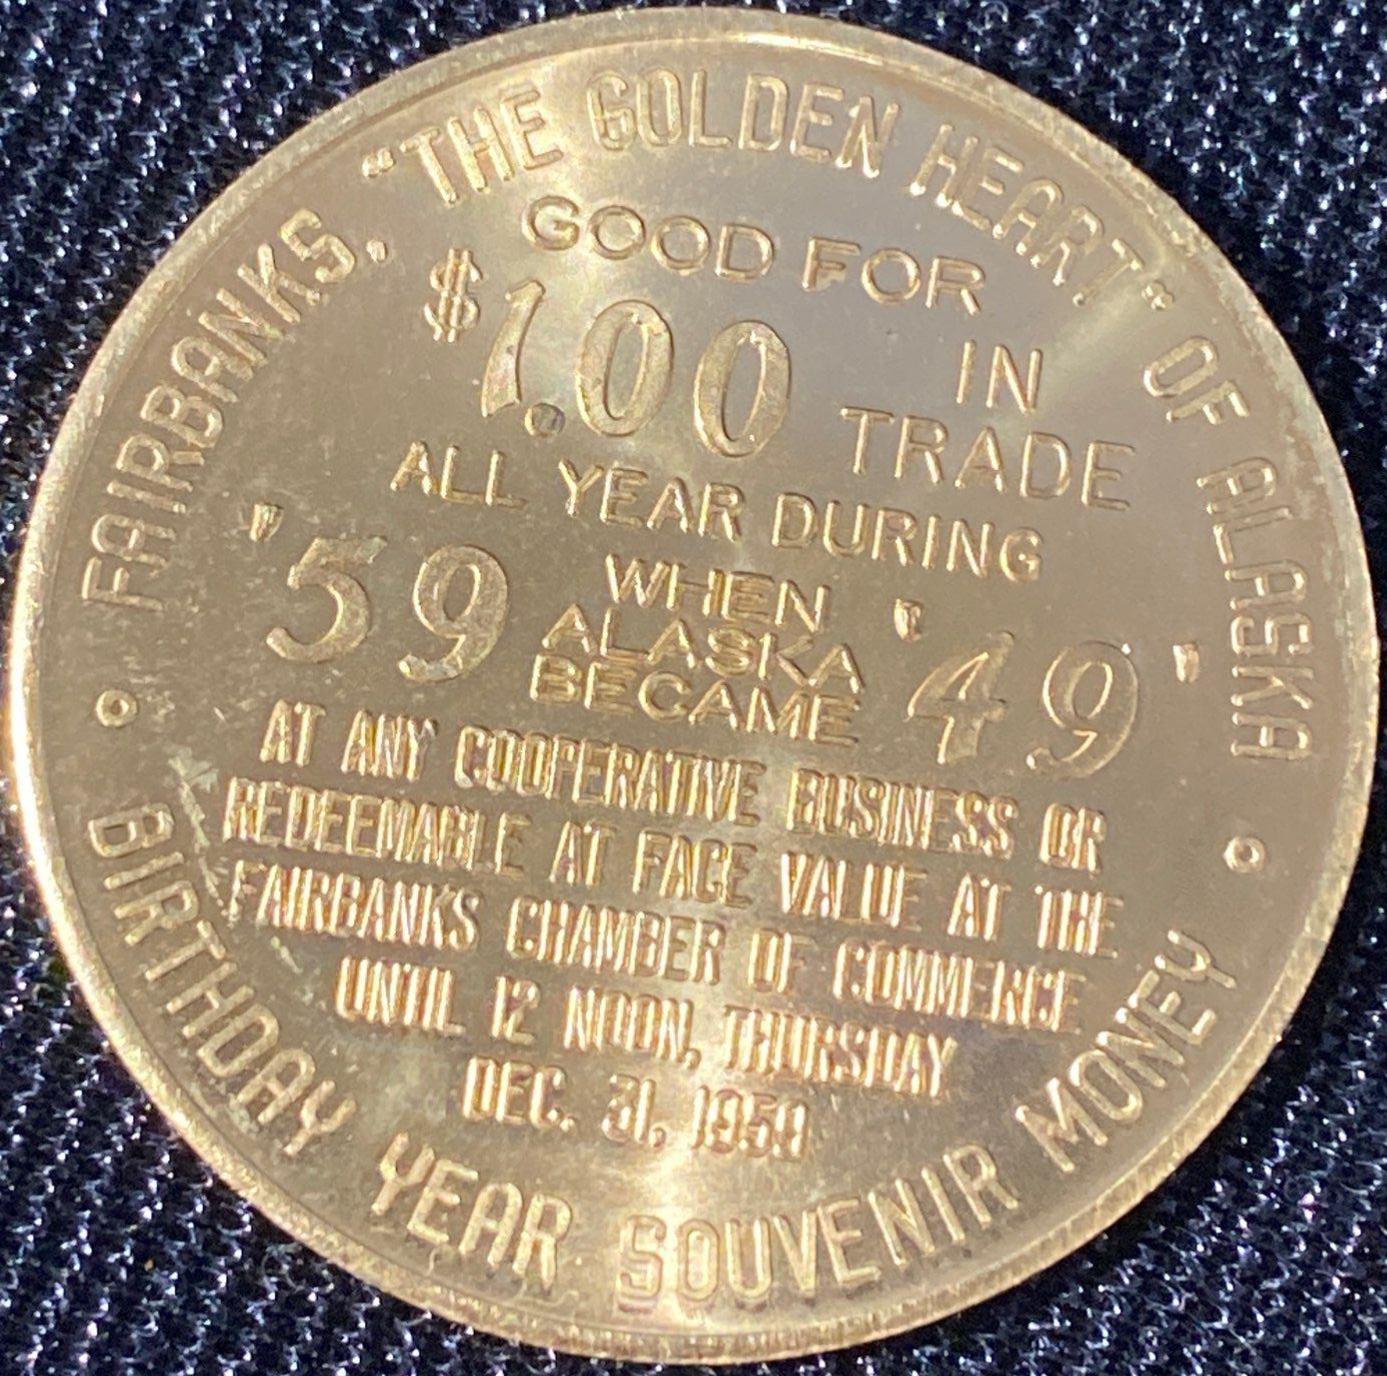 FAIRBANKS, "THE GOLDEN HEART" OF ALASKA
GOOD FOR
$1.00 IN
TRADE
ALL YEAR DURING
"59 WHEN
ALASKA
BECAME "49"
AT ANY COOPERATIVE BUSINESS OR
REDEEMABLE AT FACE VALUE AT THE
FAIRBANKS CHAMBER OF COMMERCE
UNTIL 12 NOON, THURSDAY
DEC. 31, 1959
BIRTHDAY YEAR SOUVENIR MONEY